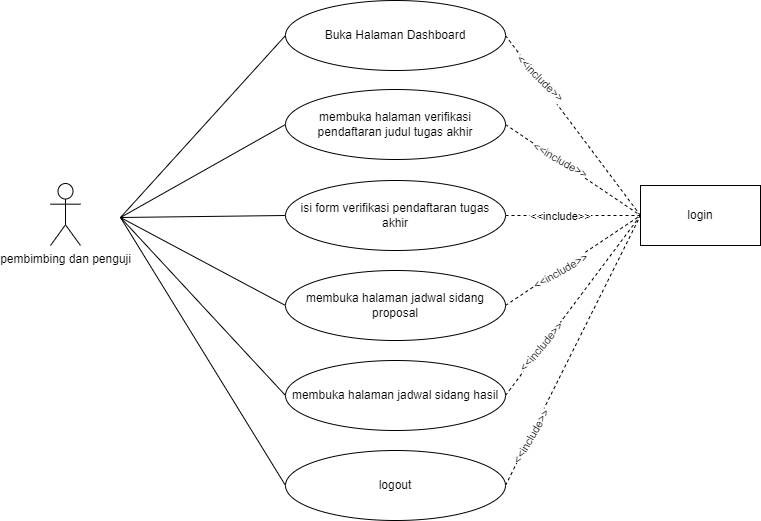 Buka Halaman Dashboard
<<include>>
membuka halaman verifikasi
pendaftaran judul tugas akhir
<<include>>
isi form verifikasi pendaftaran tugas
akhir
<<include>>
login
pembimbing dan penguji
membuka halaman jadwal sidang
proposal
<<include>>
membuka halaman jadwal sidang hasil
<<include>>
logout
<<include>>